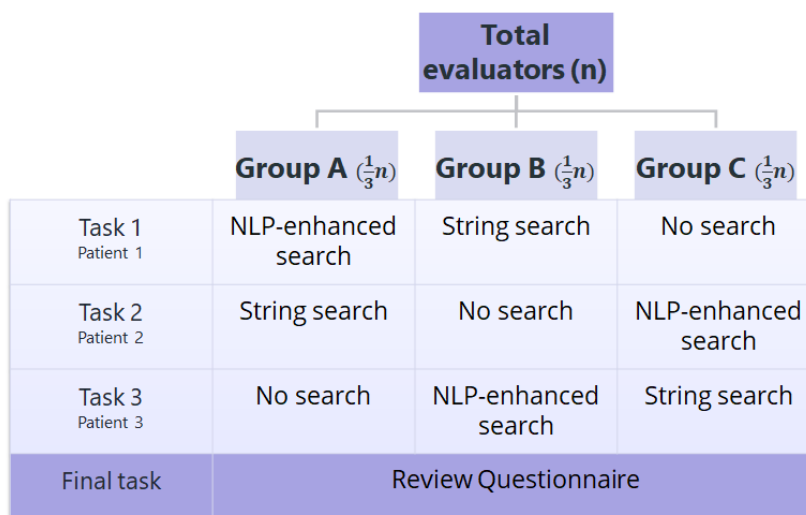 Total
evaluators (n)
Group A (⅓n) Group B (⅓n) Group C (⅓n)
Task 1
Patient 1
NLP-enhanced
search
String search
No search
Task 2
Patient 2
String search
No search
NLP-enhanced
search
Task 3
Patient 3
No search
NLP-enhanced
search
String search
Final task
Review Questionnaire